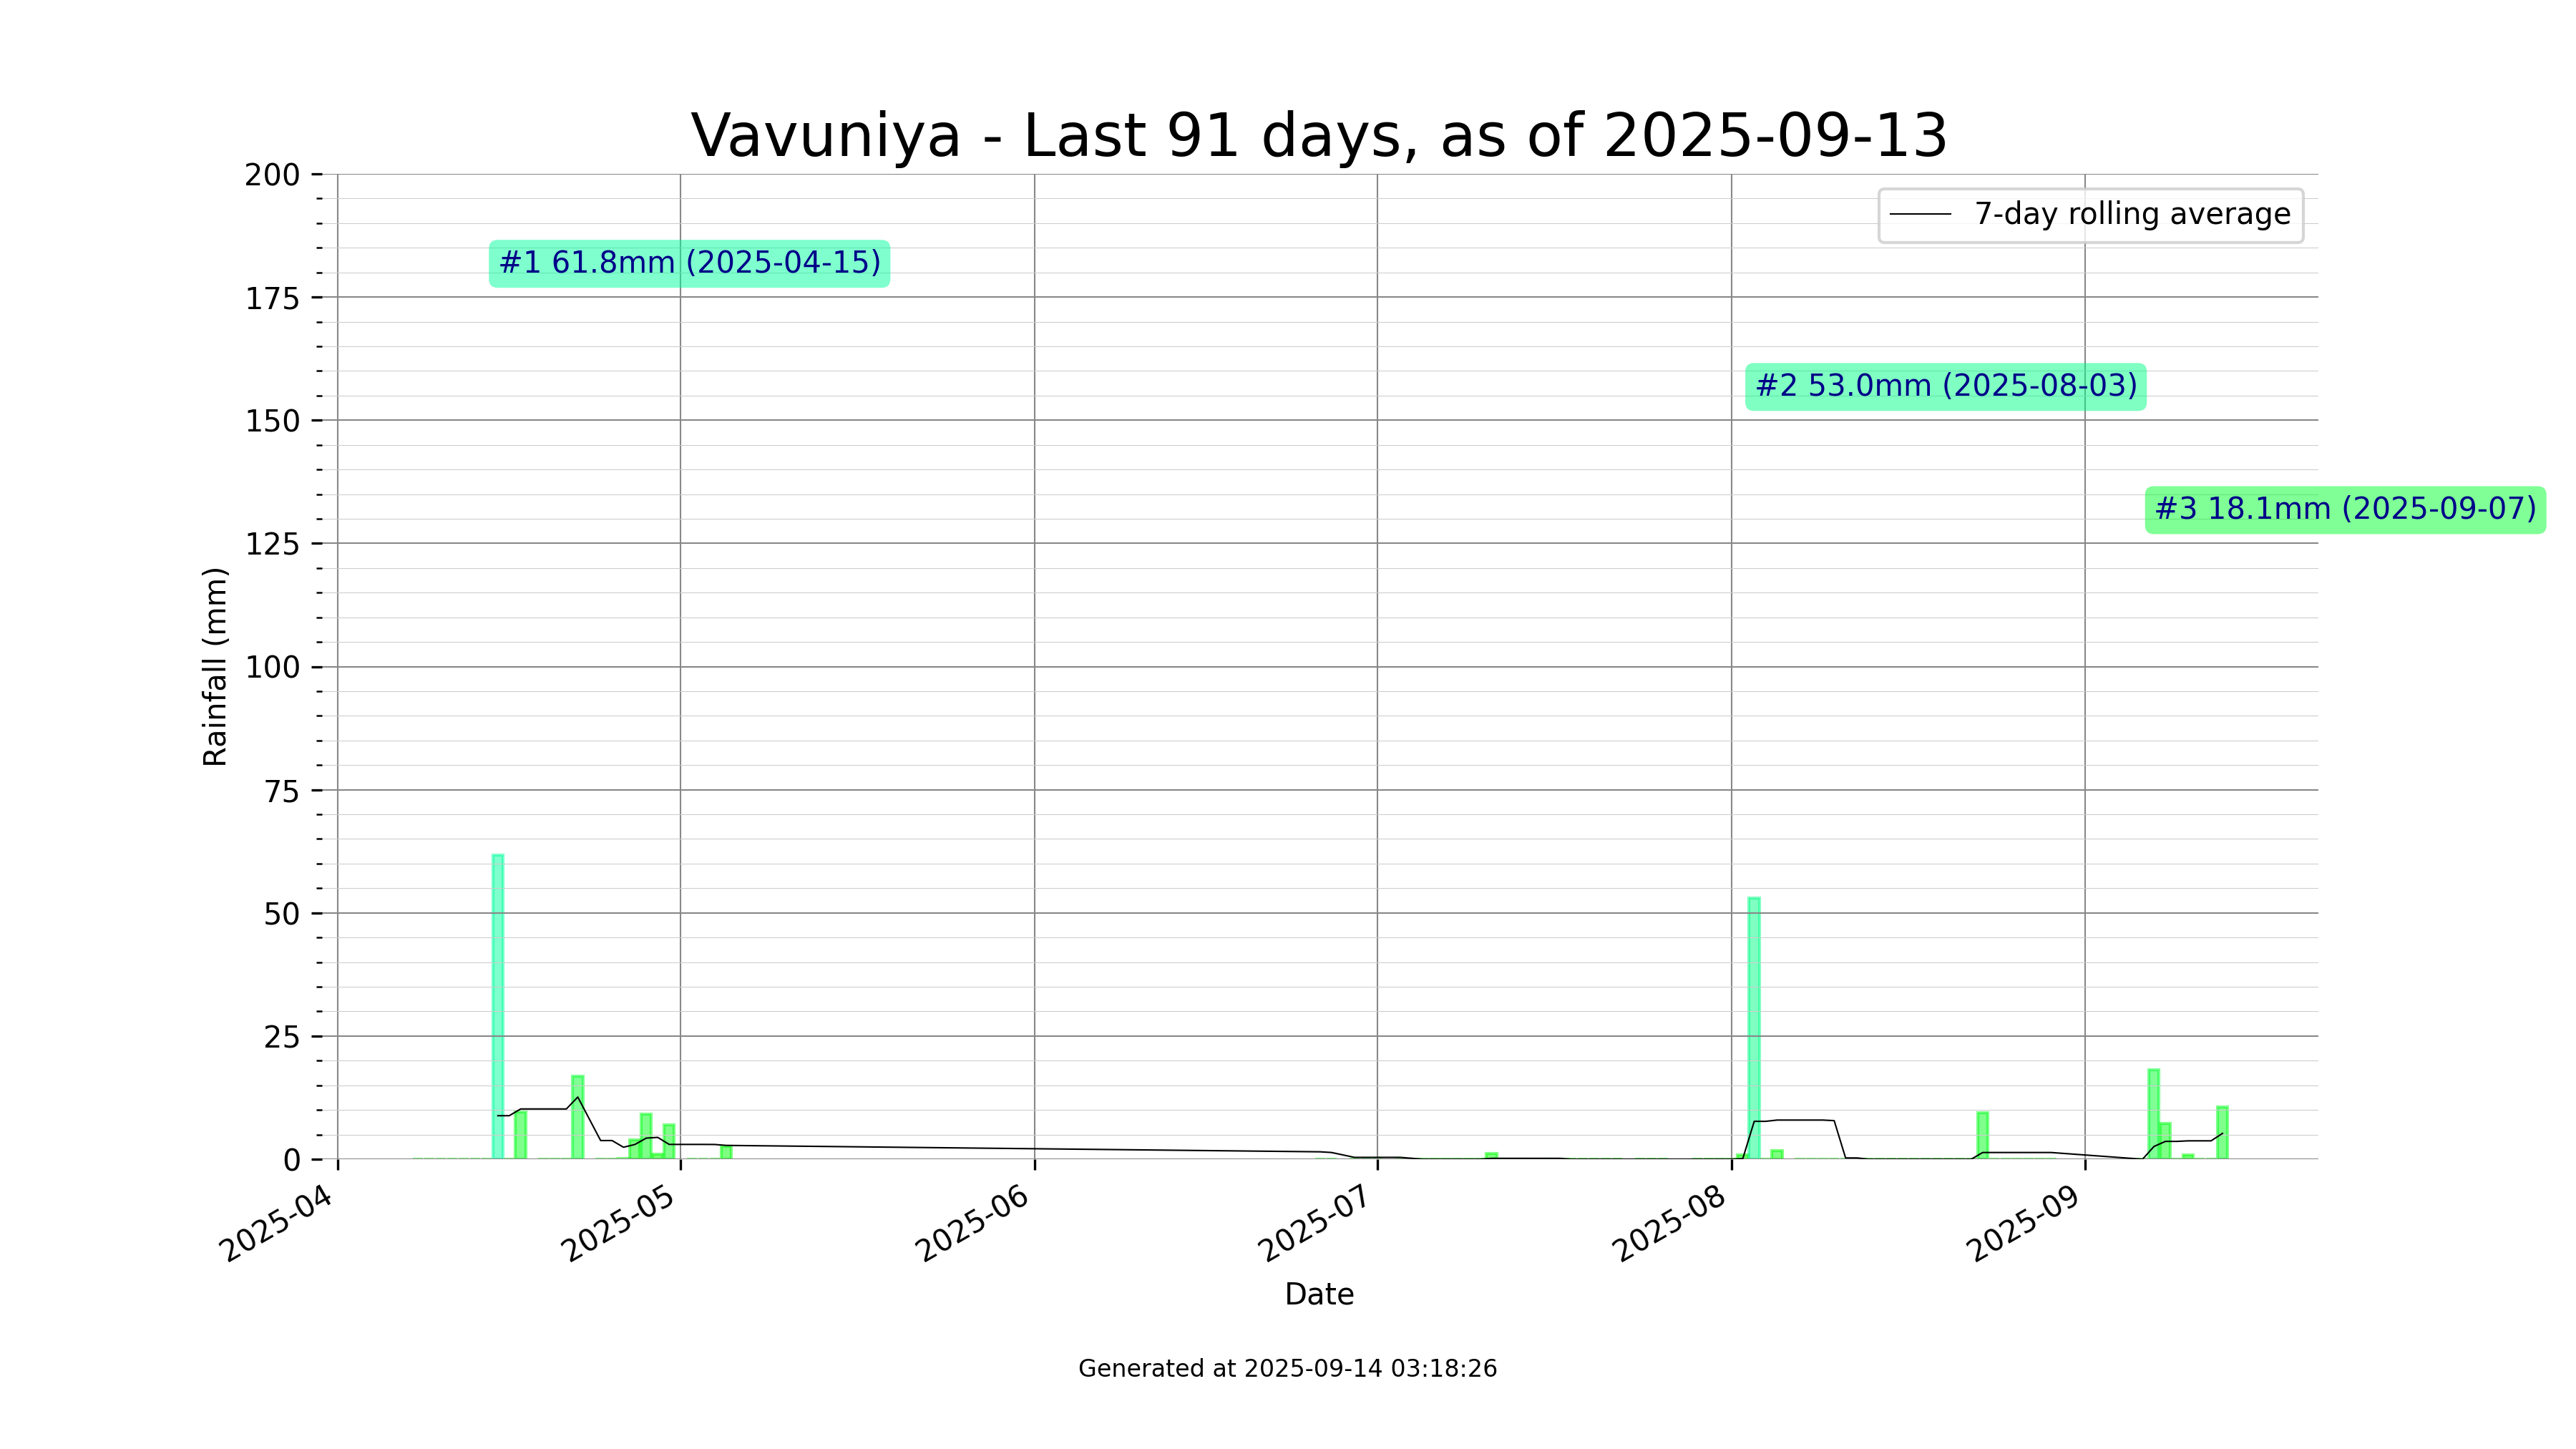 Vavuniya - Last 91 days, as of 2025-09-13
200
175
150
125
100
75
50
25
0
Rainfall (mm)
7-day rolling average
#1 61.8mm (2025-04-15)
#2 53.0mm (2025-08-03)
#3 18.1mm (2025-09-07)
2025-04
2025-05
2025-06
2025-07
2025-08
2025-09
Date
Generated at 2025-09-14 03:18:26